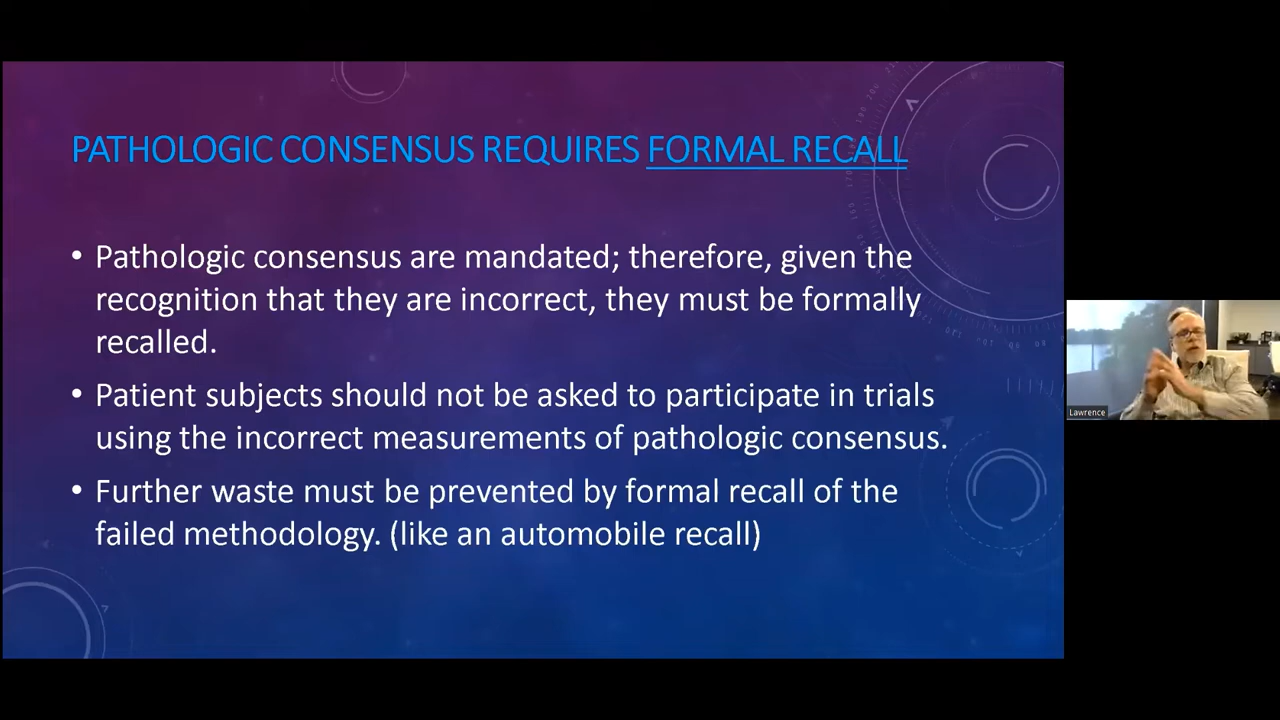 PATHOLOGIC CONSENSUS REQUIRES FORMAL RECALL
• Pathologic consensus are mandated; therefore, given the
recognition that they are incorrect, they must be formally
recalled.
• Patient subjects should not be asked to participate in trials
using the incorrect measurements of pathologic consensus.
• Further waste must be prevented by formal recall of the
failed methodology. (like an automobile recall)
Lawrence